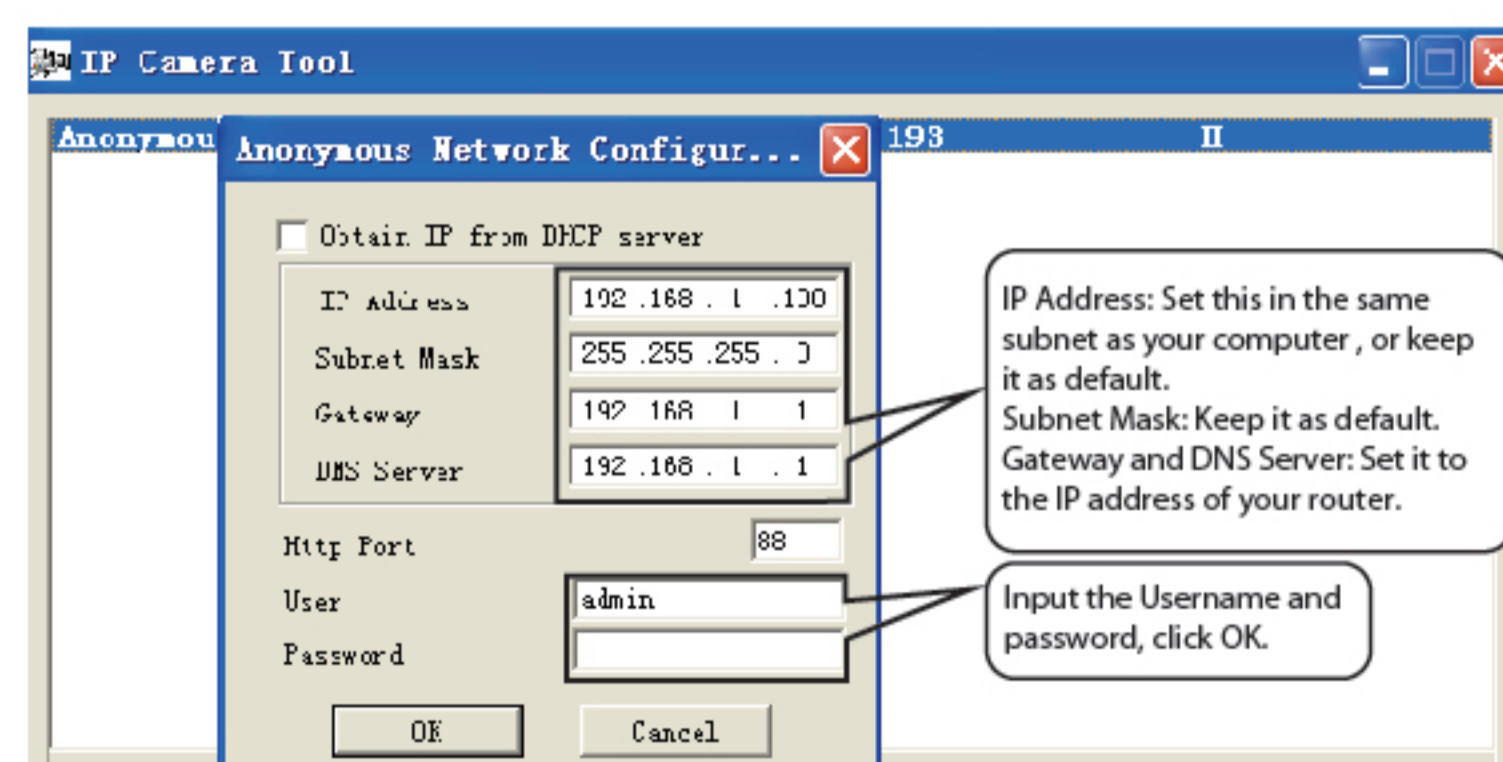 IP Camera Tool
Anonymou
193
II
Anonymous Network Configur...
Obtain IP from DHCP server
IP Address 192 .168 . 1 .100
Subnet Mask 255 .255 .255 . 0
Gateway 192 168 1 1
DNS Server 192 .168 . 1 . 1
Http Port 88
User admin
Password
OK Cancel
IP Address: Set this in the same
subnet as your computer , or keep
it as default.
Subnet Mask: Keep it as default.
Gateway and DNS Server: Set it to
the IP address of your router.
Input the Username and
password, click OK.